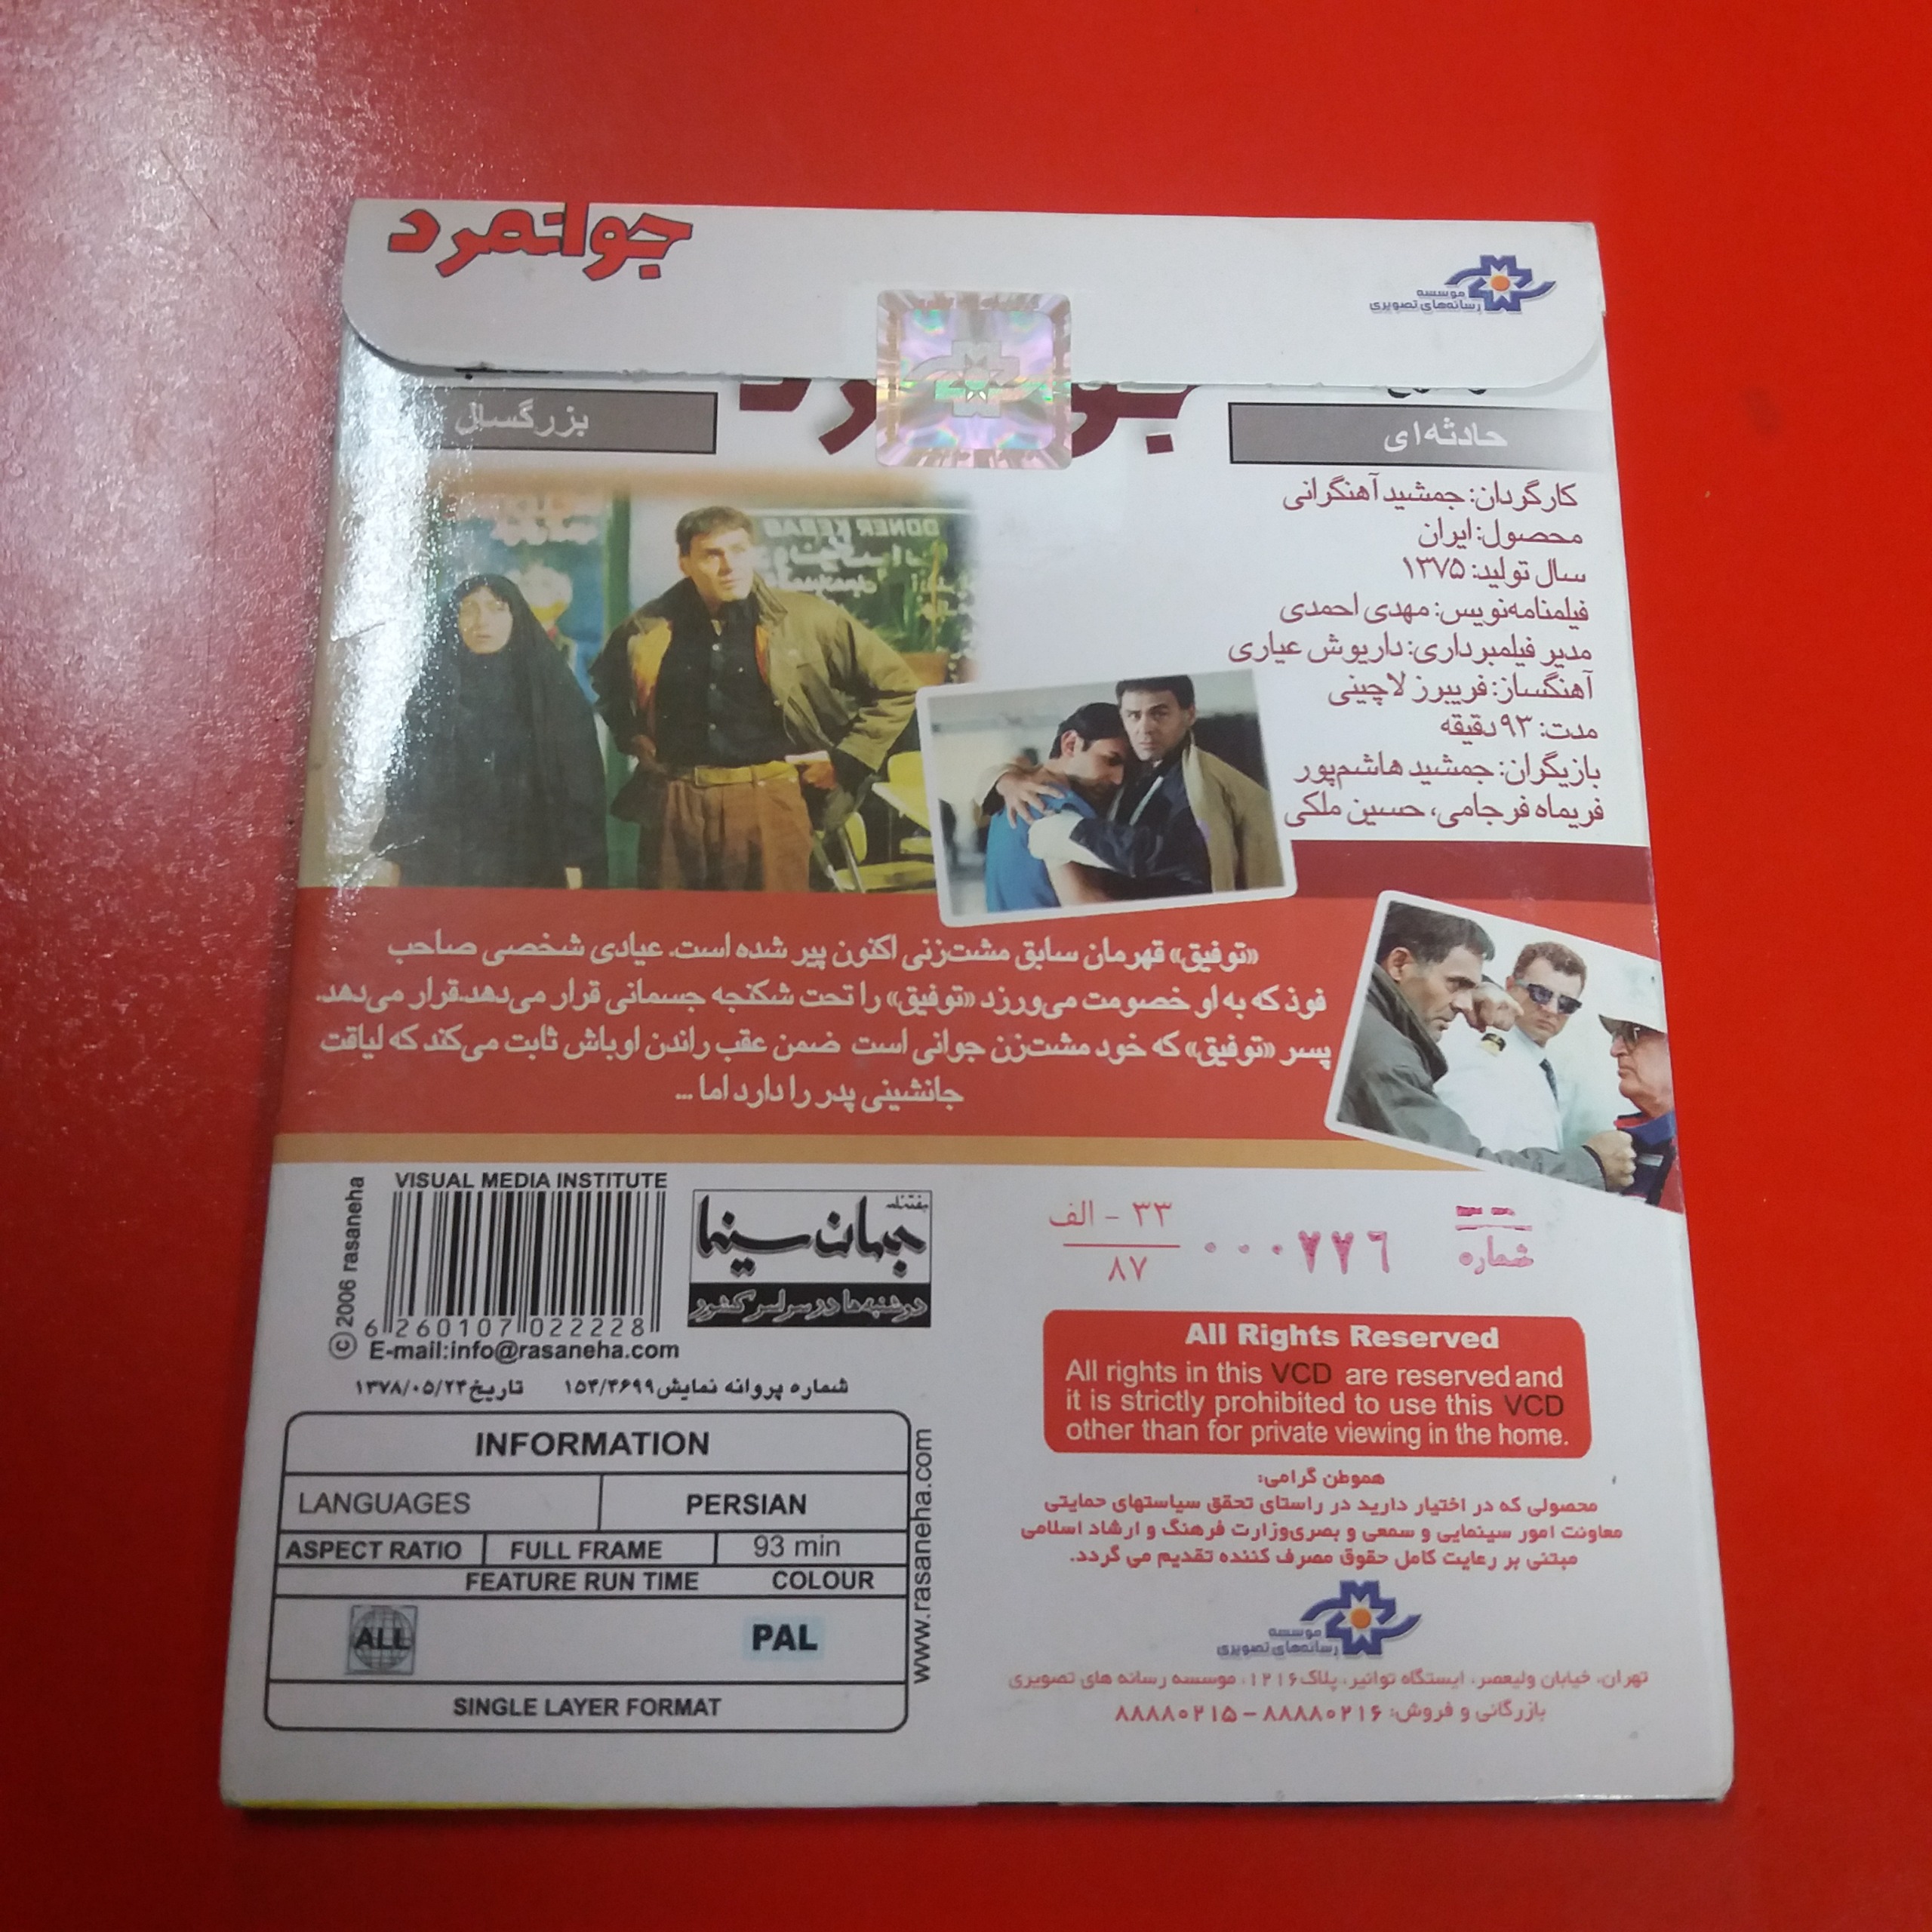 جوانمرد
موسسه
رسانه‌های تصویری
بزرگسال
حادثه‌ای
کارگردان: جمشید آهنگرانی
محصول: ایران
سال تولید: ۱۳۷۵
فیلمنامه‌نویس: مهدی احمدی
مدیر فیلمبرداری: داریوش عیاری
آهنگساز: فریبرز لاچینی
مدت: ۹۳ دقیقه
بازیگران: جمشید هاشم‌پور
فریماه فرجامی، حسین ملکی
DONER KEBAB
«توفیق» قهرمان سابق مشت‌زنی اکنون پیر شده است. عیادی شخصی صاحب
فوذ که به او خصومت می‌ورزد «توفیق» را تحت شکنجه جسمانی قرار می‌دهد.قرار می‌دهد.
پسر «توفیق» که خود مشت‌زن جوانی است ضمن عقب راندن اوباش ثابت می‌کند که لیاقت
جانشینی پدر را دارد اما ...
VISUAL MEDIA INSTITUTE
© 2006 rasaneha
6 260107 022228
E-mail:info@rasaneha.com
هفته‌نامه
جهان سینما
دوشنبه‌ها در سراسر کشور
شماره پروانه نمایش ۱۵۴/۴۶۹۹ تاریخ ۱۳۷۸/۰۵/۲۴
شماره ۰۰۰۷۷۶
۳۳ - الف
۸۷
All Rights Reserved
All rights in this VCD are reserved and
it is strictly prohibited to use this VCD
other than for private viewing in the home.
هموطن گرامی:
محصولی که در اختیار دارید در راستای تحقق سیاستهای حمایتی
معاونت امور سینمایی و سمعی و بصری‌وزارت فرهنگ و ارشاد اسلامی
مبتنی بر رعایت کامل حقوق مصرف کننده تقدیم می گردد.
موسسه
رسانه‌های تصویری
تهران، خیابان ولیعصر، ایستگاه توانیر، پلاک ۱۲۱۶، موسسه رسانه های تصویری
بازرگانی و فروش: ۸۸۸۸۰۲۱۶ – ۸۸۸۸۰۲۱۵
INFORMATION
LANGUAGES PERSIAN
ASPECT RATIO FULL FRAME 93 min
FEATURE RUN TIME COLOUR
ALL PAL
SINGLE LAYER FORMAT
www.rasaneha.com